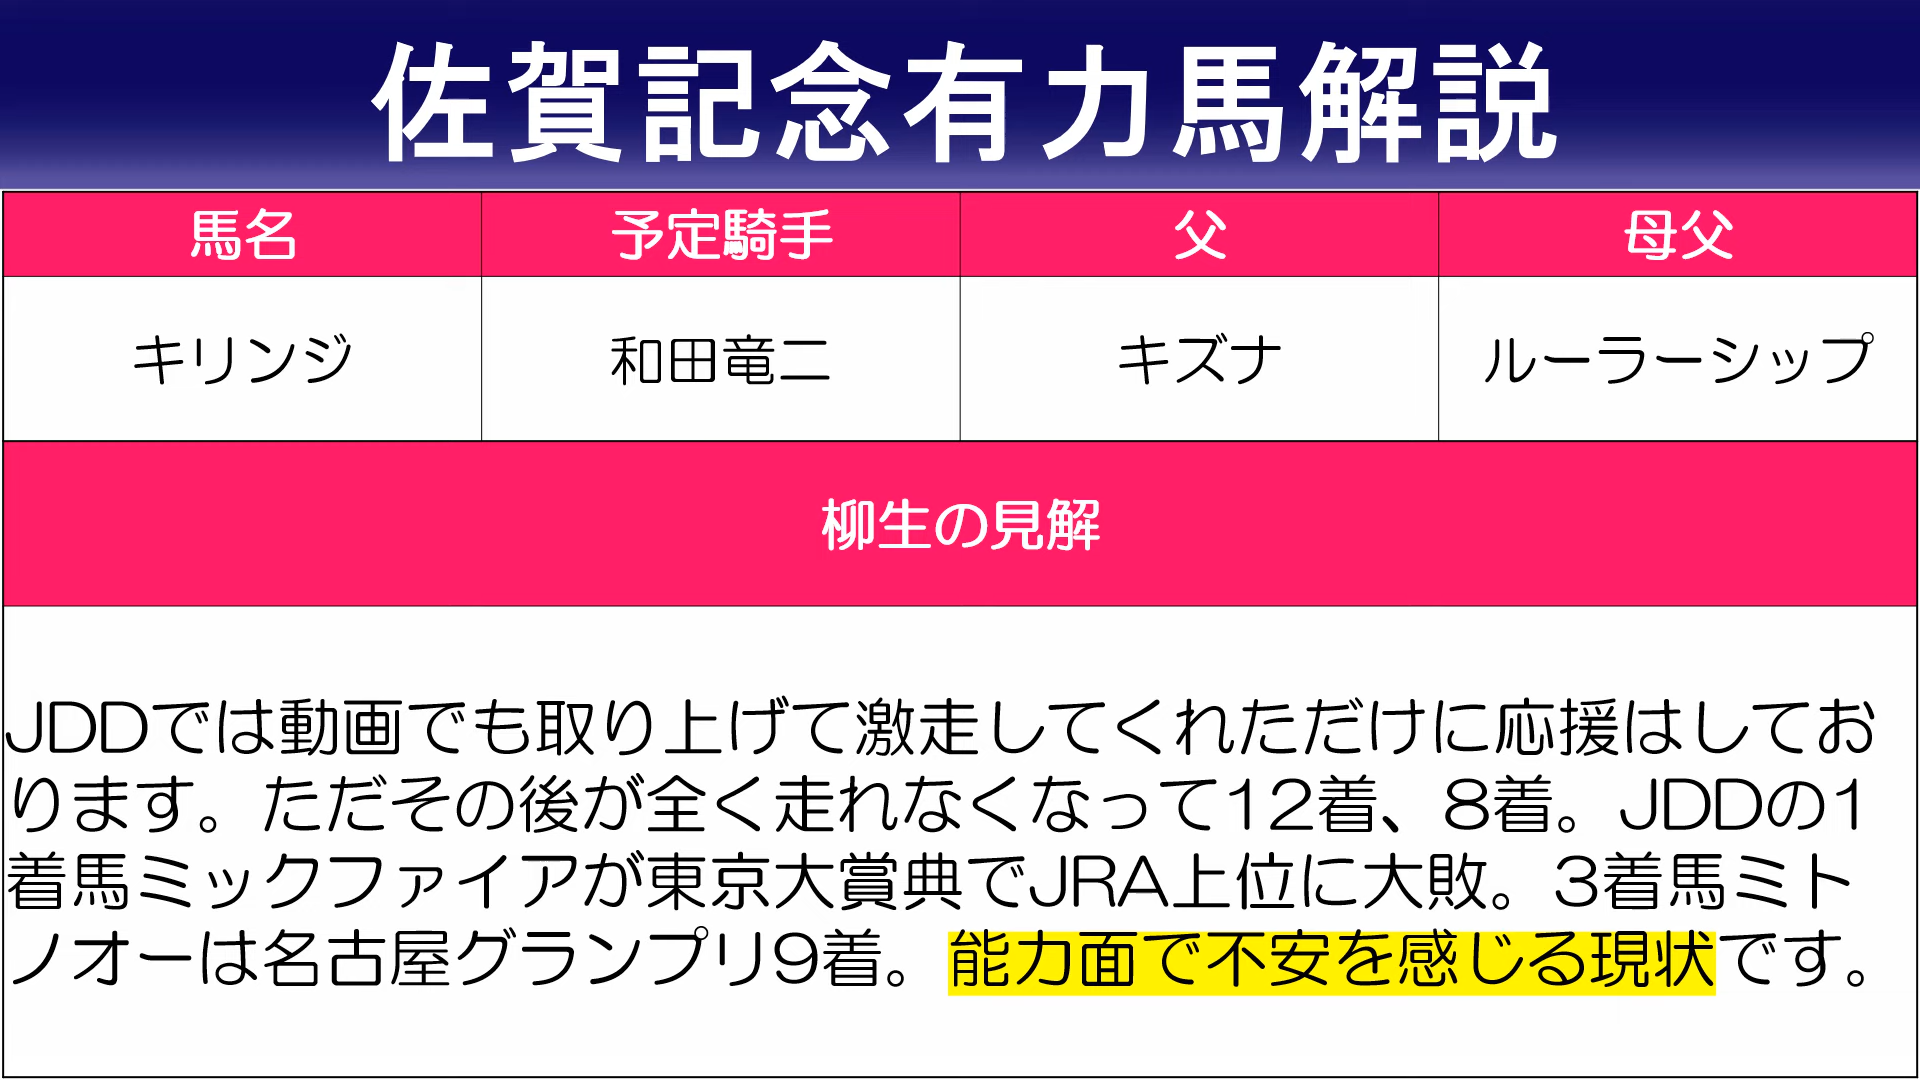 佐賀記念有力馬解説
馬名 予定騎手 父 母父
キリンジ 和田竜二 キズナ ルーラーシップ
柳生の見解
JDDでは動画でも取り上げて激走してくれただけに応援はしてお
ります。ただその後が全く走れなくなって12着、8着。JDDの1
着馬ミックファイアが東京大賞典でJRA上位に大敗。3着馬ミト
ノオーは名古屋グランプリ9着。能力面で不安を感じる現状です。